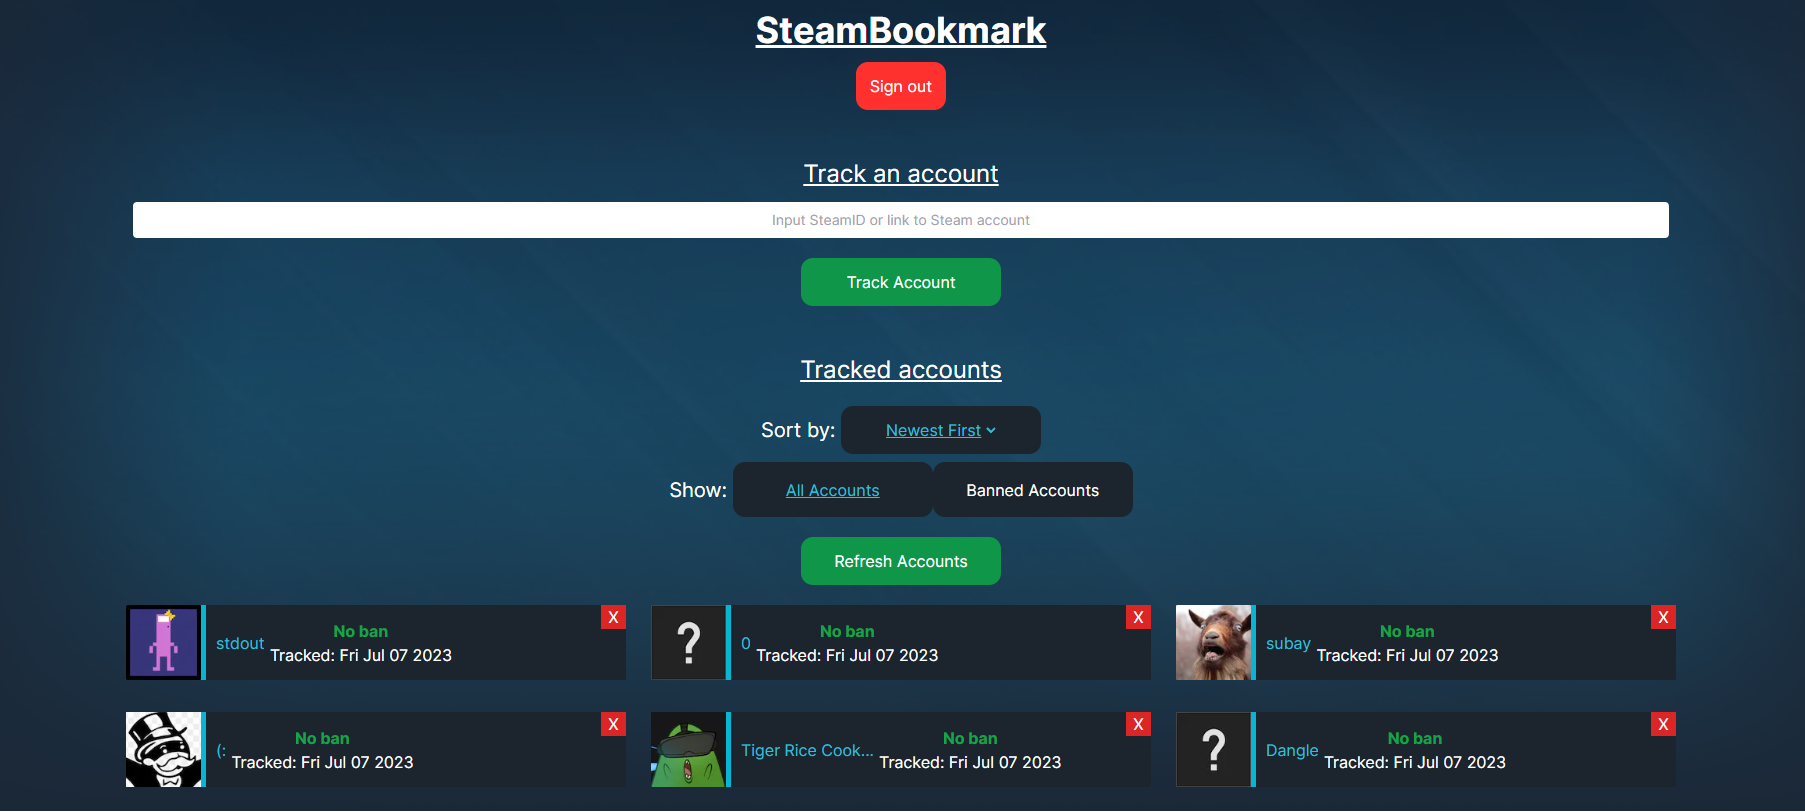 SteamBookmark
Sign out
Track an account
Input SteamID or link to Steam account
Track Account
Tracked accounts
Sort by: Newest First
Show: All Accounts Banned Accounts
Refresh Accounts
stdout
No ban
Tracked: Fri Jul 07 2023
X
?
0
No ban
Tracked: Fri Jul 07 2023
X
subay
No ban
Tracked: Fri Jul 07 2023
X
(:
No ban
Tracked: Fri Jul 07 2023
X
Tiger Rice Cook...
No ban
Tracked: Fri Jul 07 2023
X
?
Dangle
No ban
Tracked: Fri Jul 07 2023
X